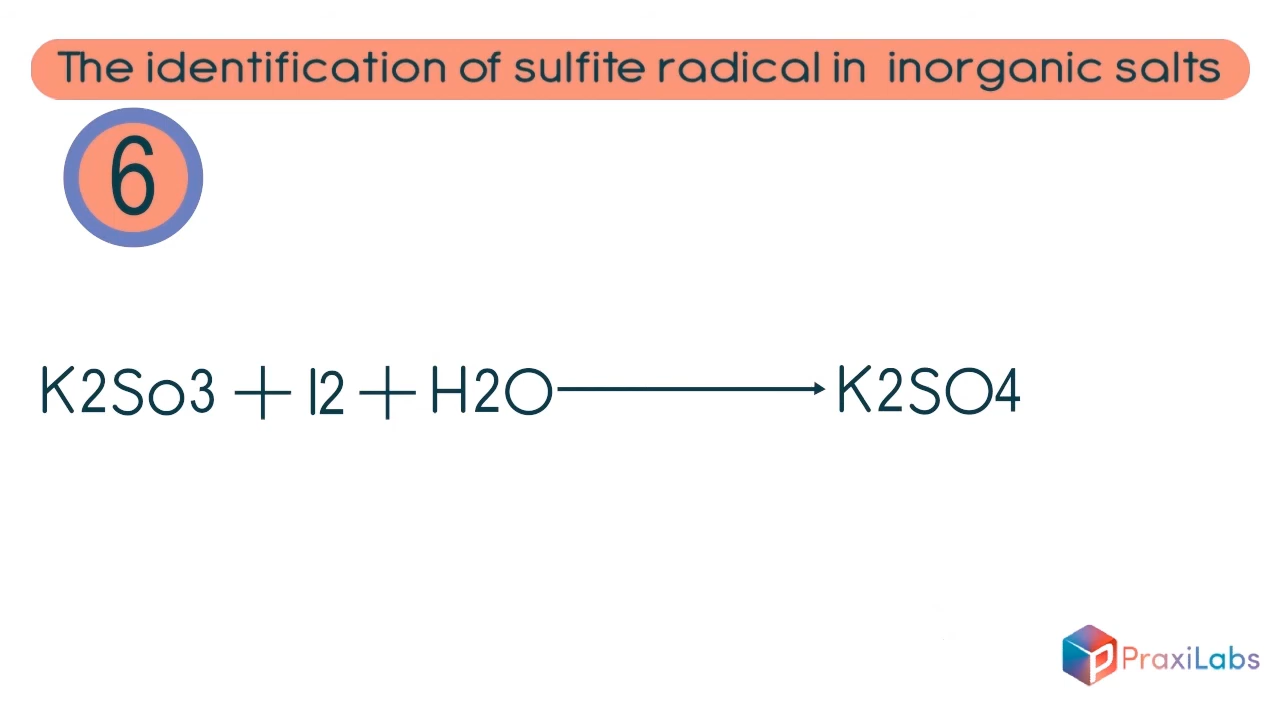 The identification of sulfite radical in inorganic salts
6
K2So3 + I2 + H2O → K2SO4
PraxiLabs